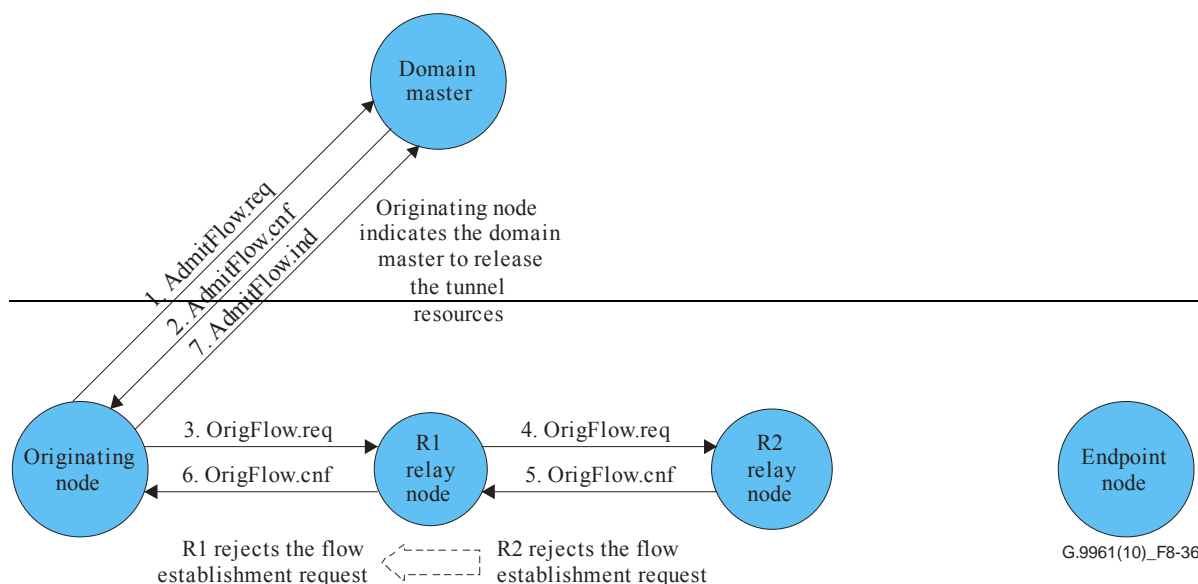 Domain
master
1. AdmitFlow.req
2. AdmitFlow.cnf
7. AdmitFlow.ind
Originating node
indicates the domain
master to release
the tunnel
resources
Originating
node
3. OrigFlow.req
6. OrigFlow.cnf
R1
relay
node
4. OrigFlow.req
5. OrigFlow.cnf
R2
relay
node
Endpoint
node
R1 rejects the flow
establishment request
R2 rejects the flow
establishment request
G.9961(10)_F8-36